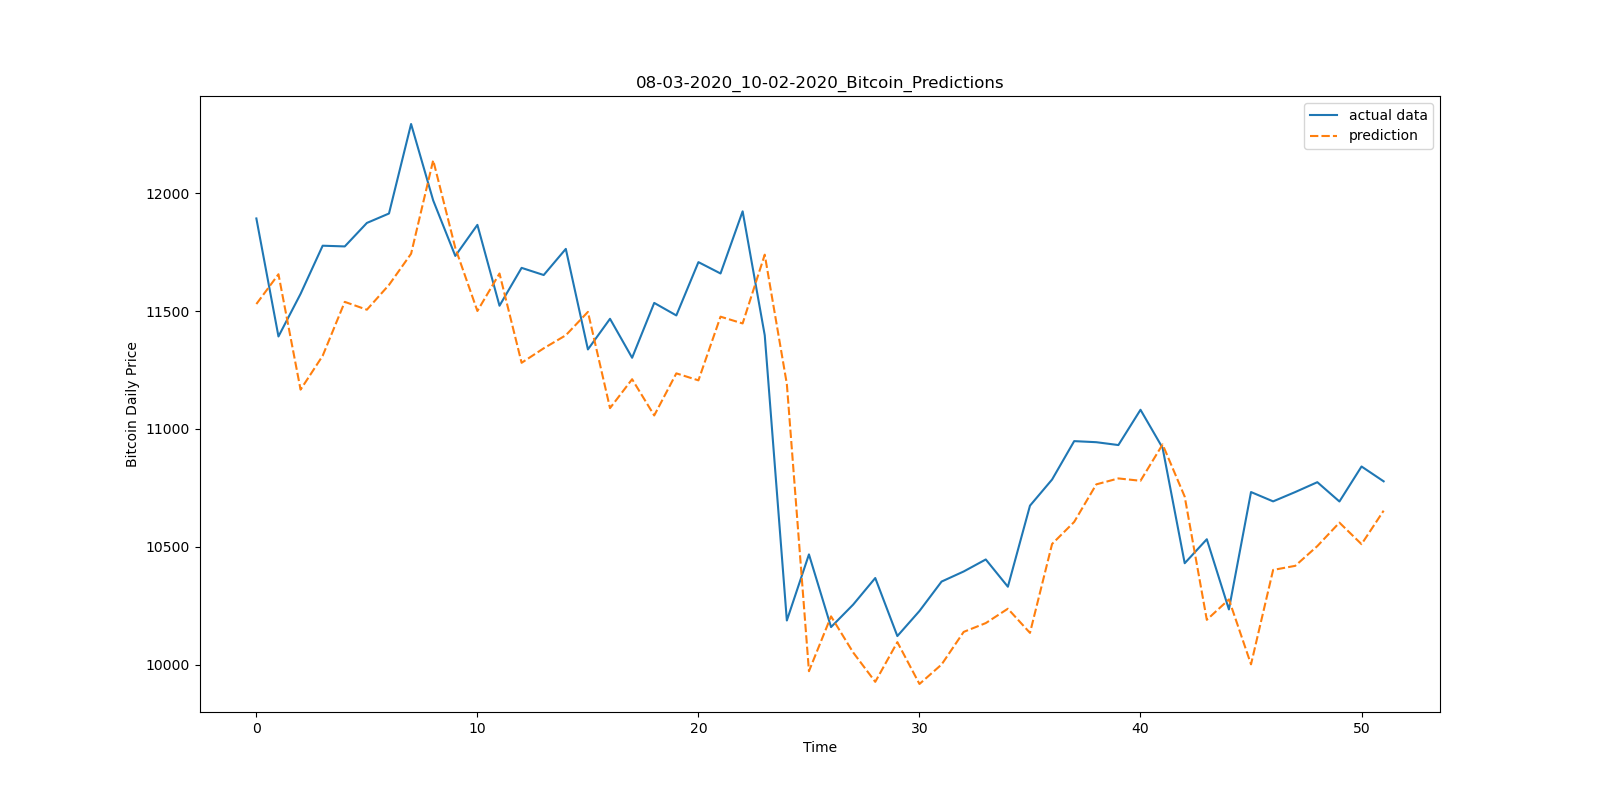 08-03-2020_10-02-2020_Bitcoin_Predictions
actual data
prediction
12000
11500
11000
10500
10000
Bitcoin Daily Price
0 10 20 30 40 50
Time